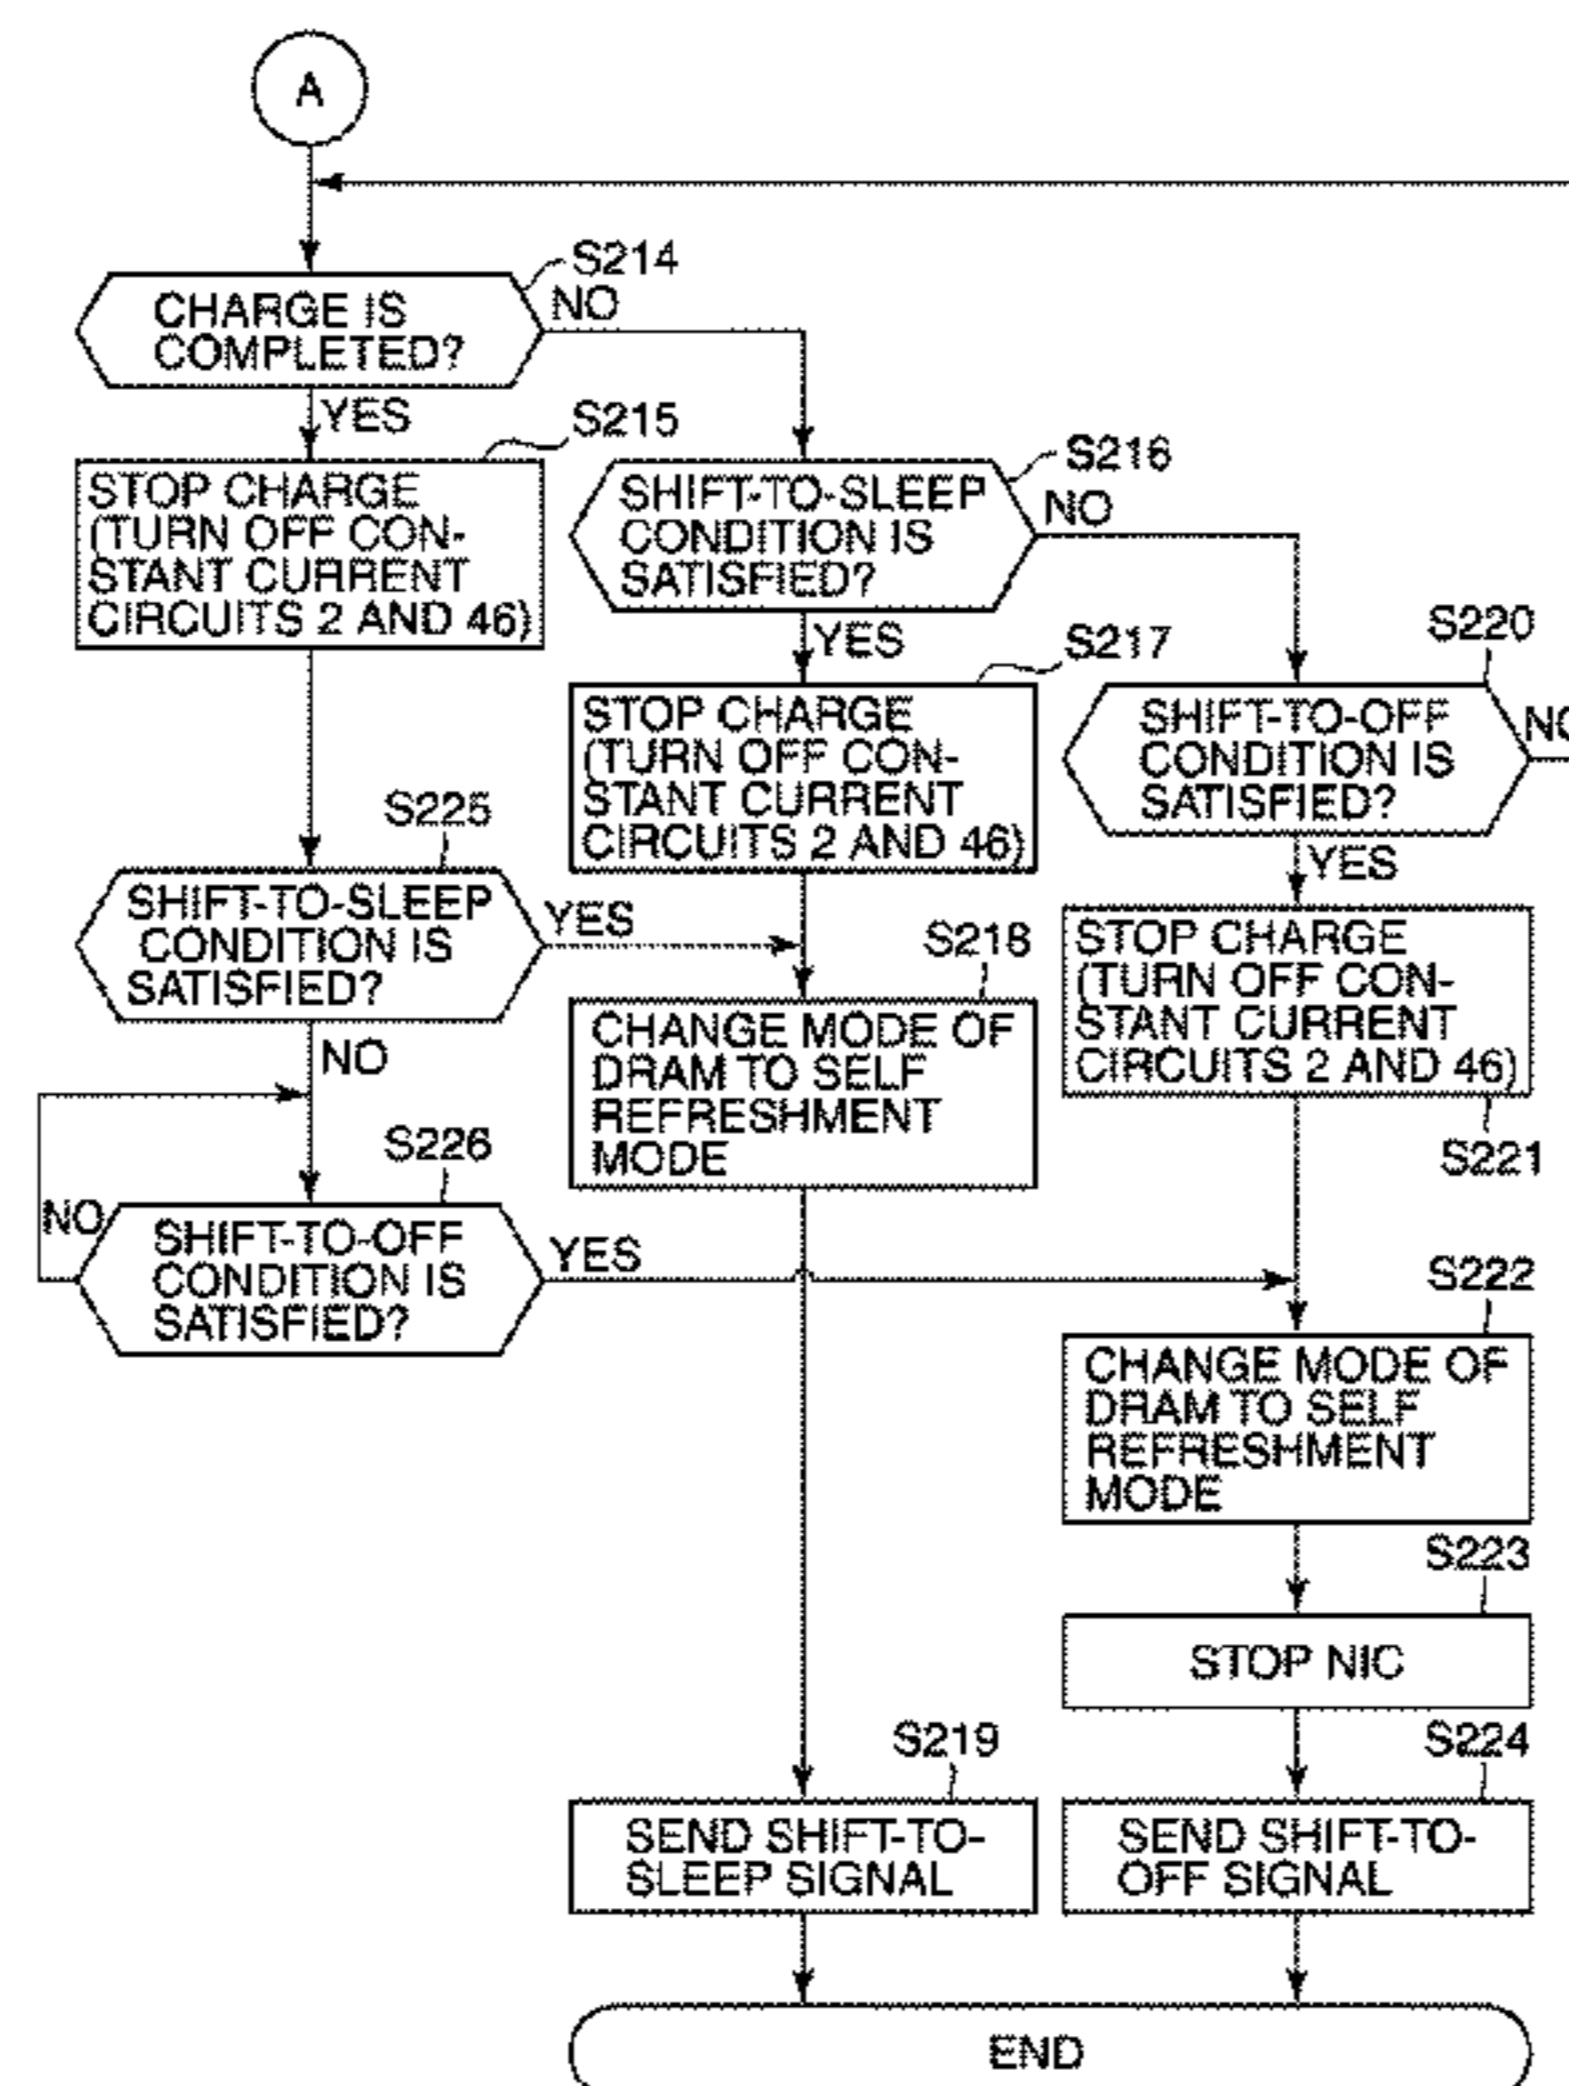 A
S214
CHARGE IS
COMPLETED?
NO
YES
S215
STOP CHARGE
(TURN OFF CON-
STANT CURRENT
CIRCUITS 2 AND 46)
S216
SHIFT-TO-SLEEP
CONDITION IS
SATISFIED?
NO
YES
S217
STOP CHARGE
(TURN OFF CON-
STANT CURRENT
CIRCUITS 2 AND 46)
S220
SHIFT-TO-OFF
CONDITION IS
SATISFIED?
NO
YES
STOP CHARGE
(TURN OFF CON-
STANT CURRENT
CIRCUITS 2 AND 46)
S221
S225
SHIFT-TO-SLEEP
CONDITION IS
SATISFIED?
YES
NO
S218
CHANGE MODE OF
DRAM TO SELF
REFRESHMENT
MODE
S226
SHIFT-TO-OFF
CONDITION IS
SATISFIED?
NO
YES
S222
CHANGE MODE OF
DRAM TO SELF
REFRESHMENT
MODE
S223
STOP NIC
S219
SEND SHIFT-TO-
SLEEP SIGNAL
S224
SEND SHIFT-TO-
OFF SIGNAL
END